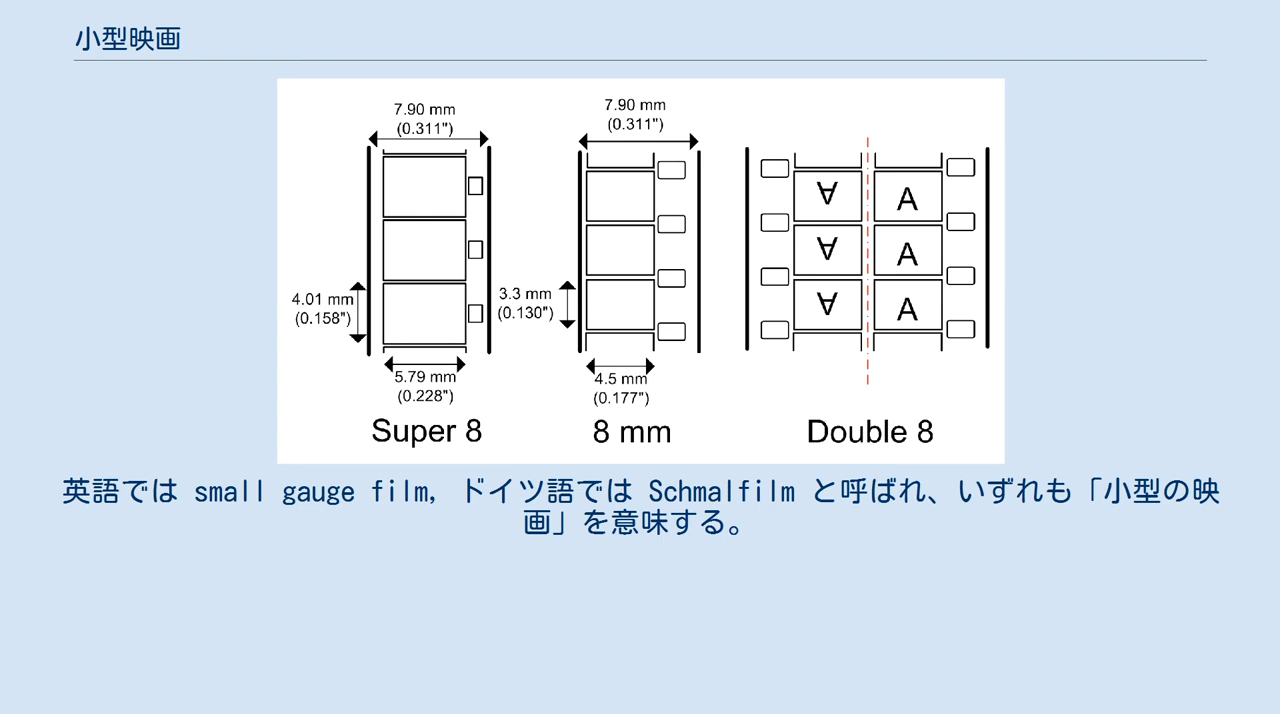 小型映画
7.90 mm
(0.311")
7.90 mm
(0.311")
4.01 mm
(0.158")
3.3 mm
(0.130")
5.79 mm
(0.228")
4.5 mm
(0.177")
A A
A A
A A
Super 8
8 mm
Double 8
英語では small gauge film, ドイツ語では Schmalfilm と呼ばれ、いずれも「小型の映
画」を意味する。